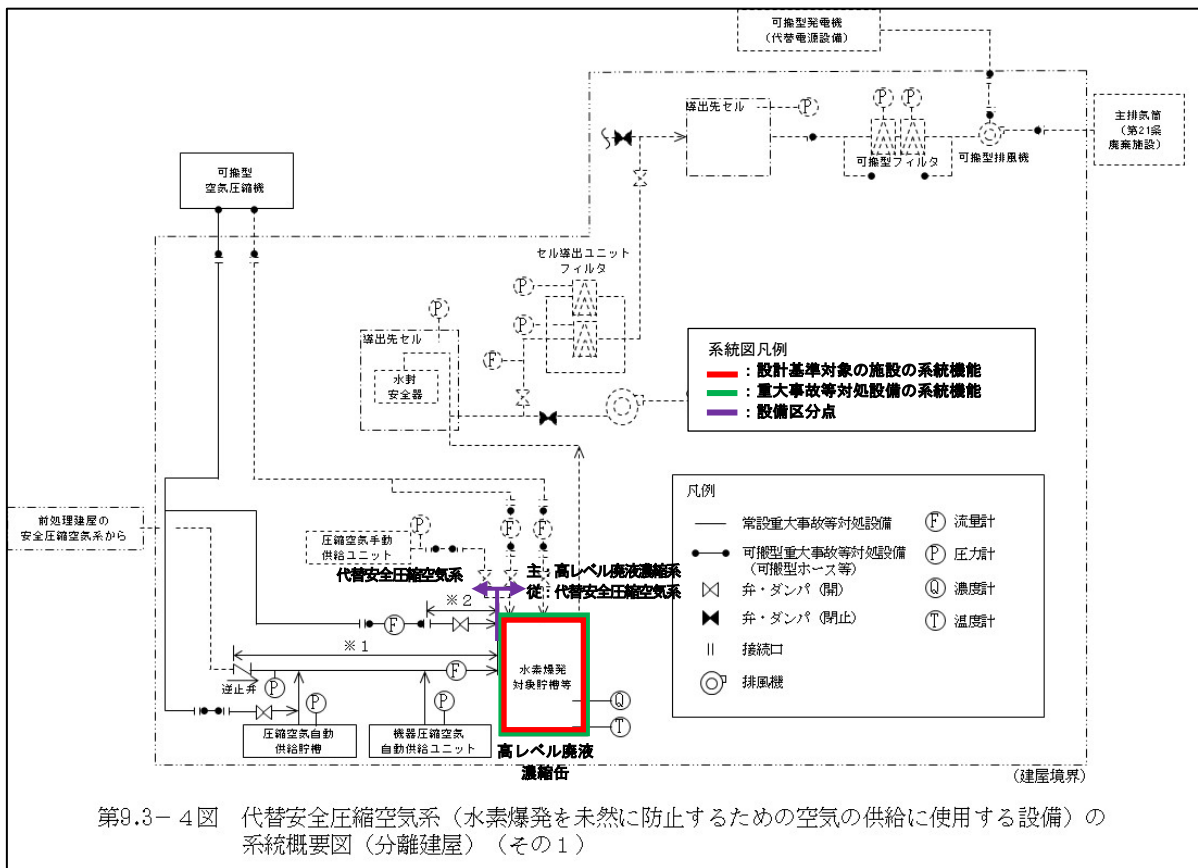 可搬型発電機
（代替電源設備）
導出先セル
P
P
P
主排気筒
（第21条
廃棄施設）
可搬型フィルタ
可搬型排風機
可搬型
空気圧縮機
セル導出ユニット
フィルタ
P
P
P
F
導出先セル
水封
安全器
系統図凡例
：設計基準対象の施設の系統機能
：重大事故等対処設備の系統機能
：設備区分点
前処理建屋の
安全圧縮空気系から
圧縮空気手動
供給ユニット
P
F
F
代替安全圧縮空気系
主：高レベル廃液濃縮系
従：代替安全圧縮空気系
※２
F
※１
F
逆止弁
P
P
P
圧縮空気自動
供給貯槽
機器圧縮空気
自動供給ユニット
水素爆発
対象貯槽等
Q
T
高レベル廃液
濃縮缶
凡例
常設重大事故等対処設備
可搬型重大事故等対処設備
（可搬型ホース等）
弁・ダンパ（開）
弁・ダンパ（閉止）
接続口
排風機
F 流量計
P 圧力計
Q 濃度計
T 温度計
(建屋境界)
第9.3－４図　代替安全圧縮空気系（水素爆発を未然に防止するための空気の供給に使用する設備）の
系統概要図（分離建屋）（その１）